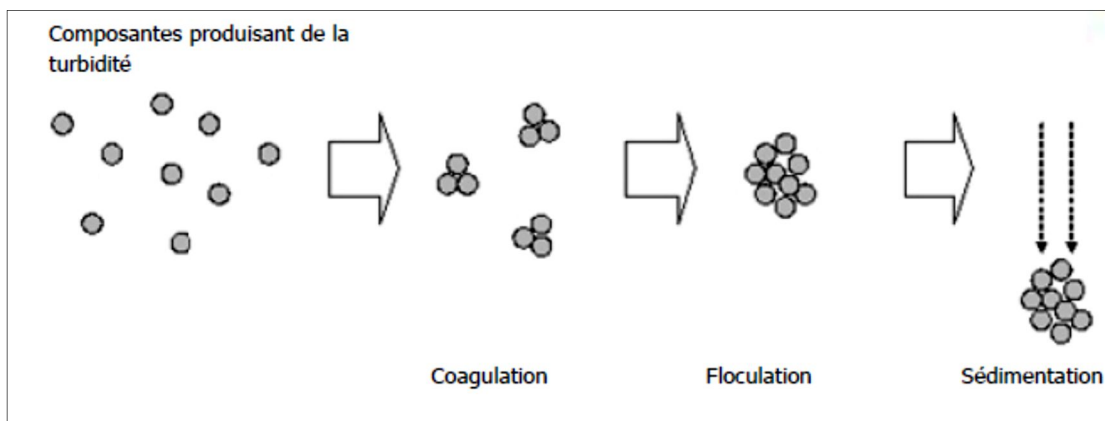 Composantes produisant de la
turbidité
Coagulation
Floculation
Sédimentation